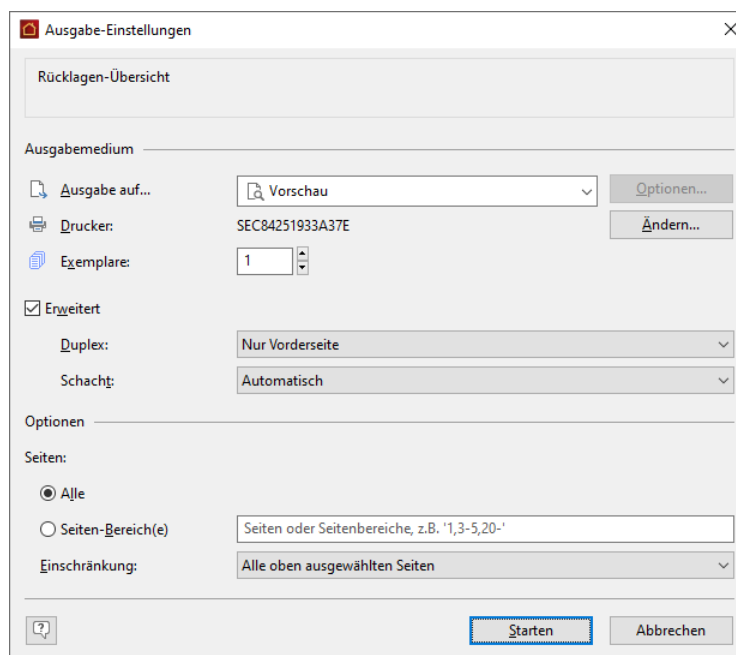 Ausgabe-Einstellungen
Rücklagen-Übersicht
Ausgabemedium
Ausgabe auf... Vorschau Optionen...
Drucker: SEC84251933A37E Ändern...
Exemplare: 1
Erweitert
Duplex: Nur Vorderseite
Schacht: Automatisch
Optionen
Seiten:
Alle
Seiten-Bereich(e) Seiten oder Seitenbereiche, z.B. '1,3-5,20-'
Einschränkung: Alle oben ausgewählten Seiten
Starten Abbrechen